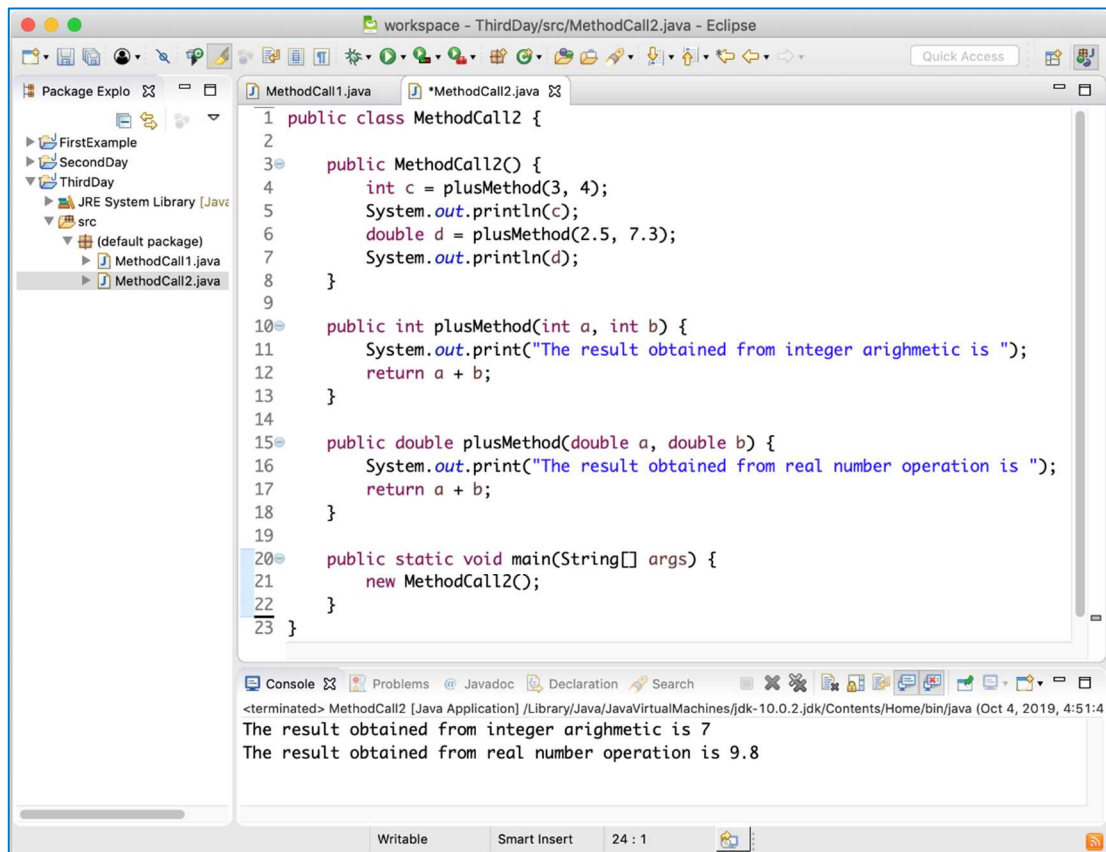 workspace - ThirdDay/src/MethodCall2.java - Eclipse
Quick Access
Package Explo
FirstExample
SecondDay
ThirdDay
JRE System Library [Java
src
(default package)
MethodCall1.java
MethodCall2.java
MethodCall1.java *MethodCall2.java
1 public class MethodCall2 {
2
3 public MethodCall2() {
4 int c = plusMethod(3, 4);
5 System.out.println(c);
6 double d = plusMethod(2.5, 7.3);
7 System.out.println(d);
8 }
9
10 public int plusMethod(int a, int b) {
11 System.out.print("The result obtained from integer arighmetic is ");
12 return a + b;
13 }
14
15 public double plusMethod(double a, double b) {
16 System.out.print("The result obtained from real number operation is ");
17 return a + b;
18 }
19
20 public static void main(String[] args) {
21 new MethodCall2();
22 }
23 }
Console Problems @ Javadoc Declaration Search
<terminated> MethodCall2 [Java Application] /Library/Java/JavaVirtualMachines/jdk-10.0.2.jdk/Contents/Home/bin/java (Oct 4, 2019, 4:51:4
The result obtained from integer arighmetic is 7
The result obtained from real number operation is 9.8
Writable Smart Insert 24 : 1